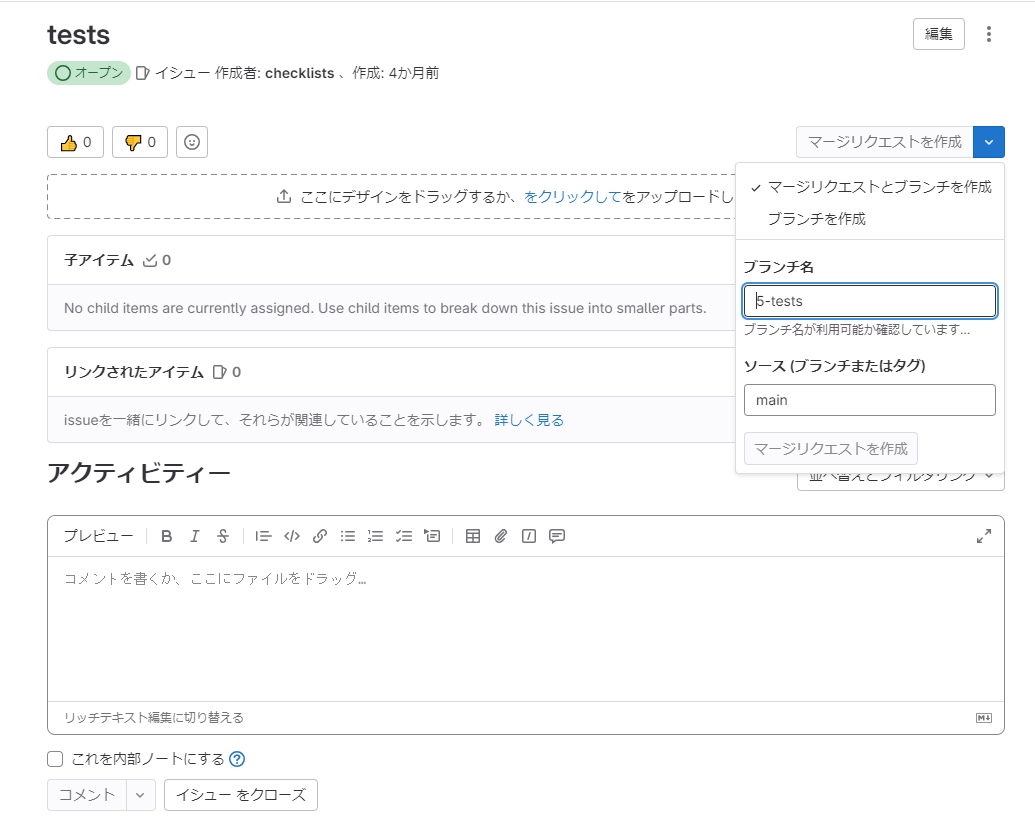 tests
編集
オープン イシュー 作成者: checklists 、作成: 4か月前
0
0
マージリクエストを作成
マージリクエストとブランチを作成
ブランチを作成
ここにデザインをドラッグするか、をクリックしてをアップロードし
ブランチ名
5-tests
ブランチ名が利用可能か確認しています...
ソース (ブランチまたはタグ)
main
マージリクエストを作成
子アイテム 0
No child items are currently assigned. Use child items to break down this issue into smaller parts.
リンクされたアイテム 0
issueを一緒にリンクして、それらが関連していることを示します。 詳しく見る
アクティビティー
並べ替えとフィルタリング
プレビュー
コメントを書くか、ここにファイルをドラッグ…
リッチテキスト編集に切り替える
これを内部ノートにする
コメント
イシュー をクローズ